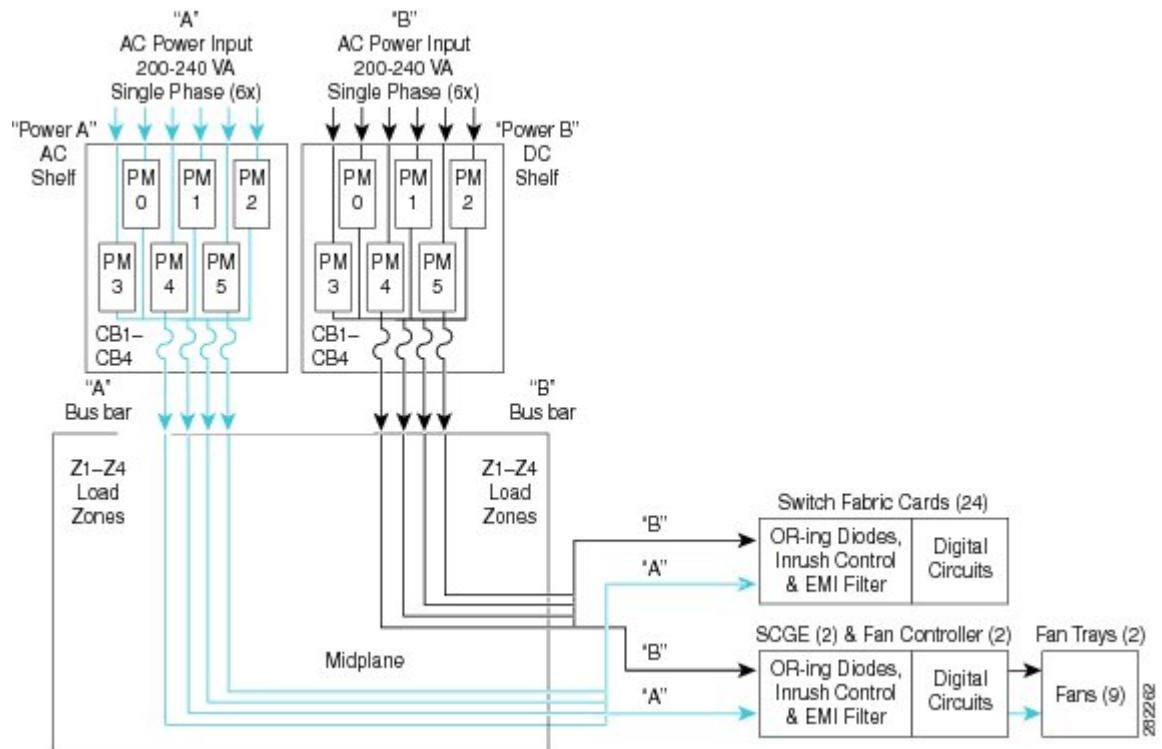 “A”
AC Power Input
200-240 VA
Single Phase (6x)
“B”
AC Power Input
200-240 VA
Single Phase (6x)
“Power A”
AC
Shelf
PM
0
PM
1
PM
2
PM
3
PM
4
PM
5
CB1–
CB4
“Power B”
DC
Shelf
PM
0
PM
1
PM
2
PM
3
PM
4
PM
5
CB1–
CB4
“A”
Bus bar
“B”
Bus bar
Z1–Z4
Load
Zones
Z1–Z4
Load
Zones
Midplane
“B”
“A”
Switch Fabric Cards (24)
OR-ing Diodes,
Inrush Control
& EMI Filter
Digital
Circuits
“B”
“A”
SCGE (2) & Fan Controller (2)
OR-ing Diodes,
Inrush Control
& EMI Filter
Digital
Circuits
Fan Trays (2)
Fans (9)
282262